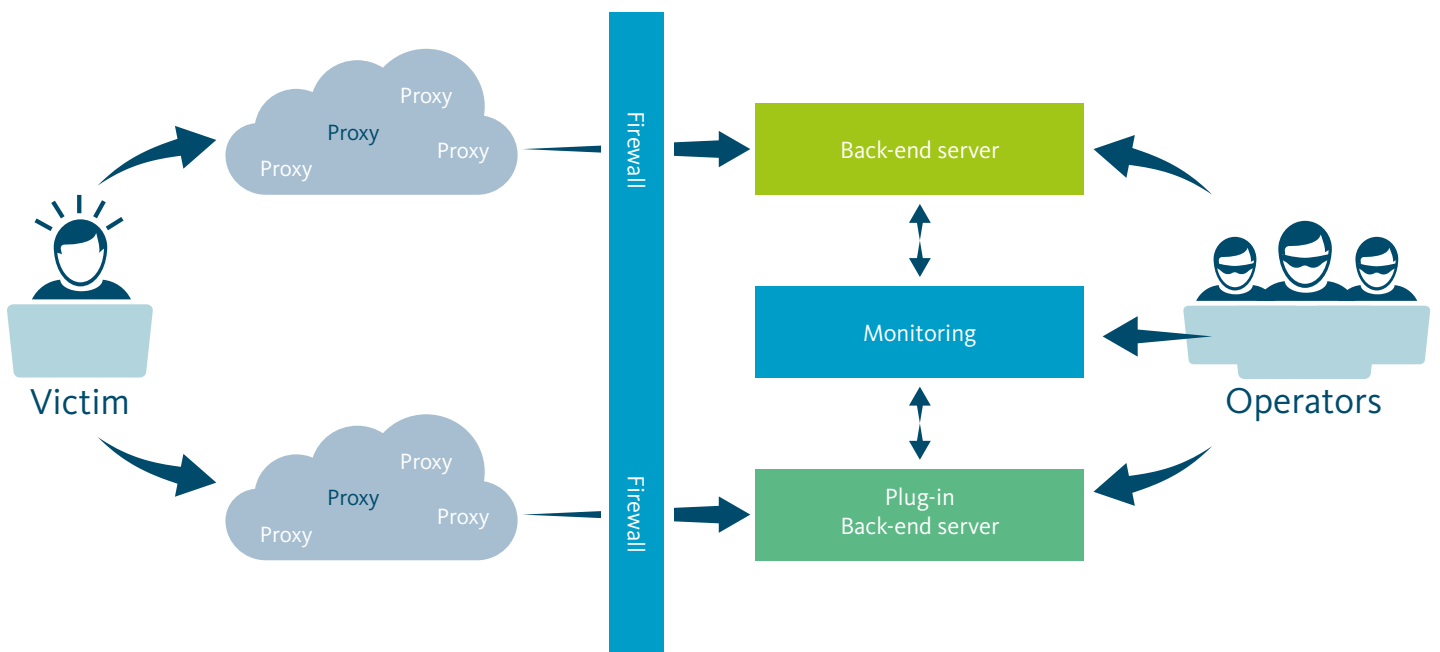 Proxy
Proxy
Proxy
Proxy
Firewall
Back-end server
Monitoring
Victim
Operators
Proxy
Proxy
Proxy
Proxy
Firewall
Plug-in
Back-end server